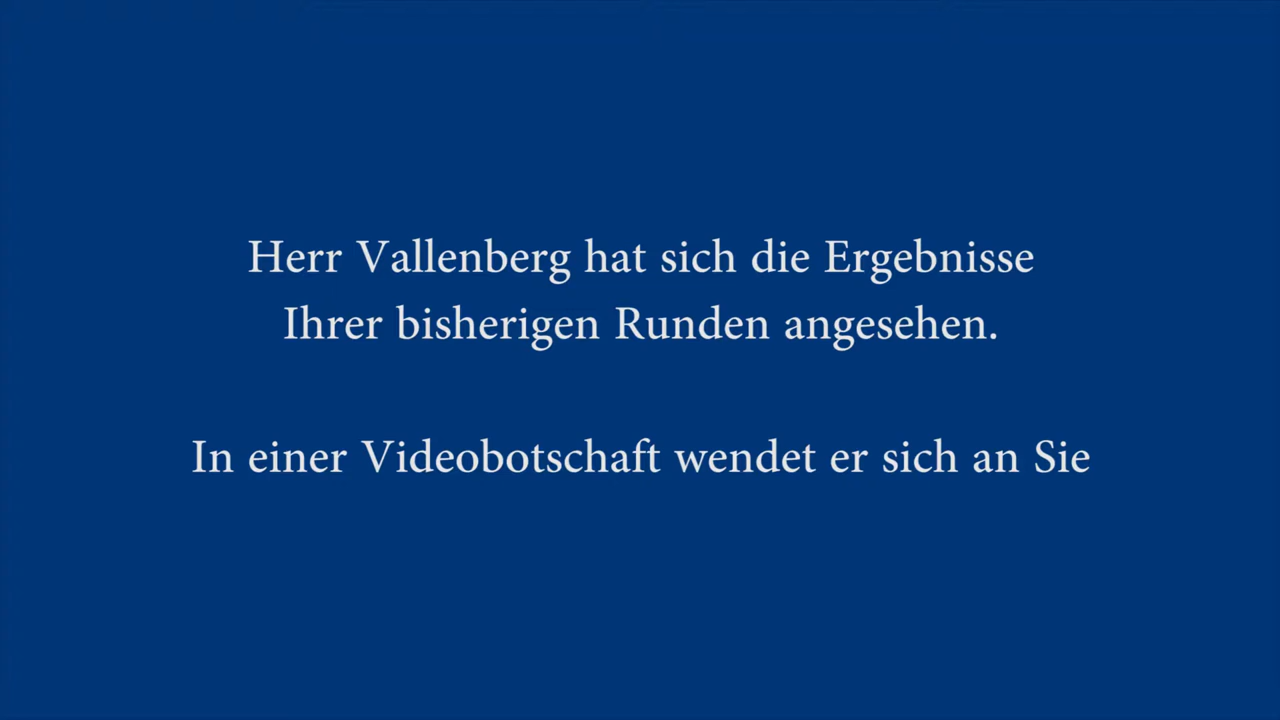 Herr Vallenberg hat sich die Ergebnisse
Ihrer bisherigen Runden angesehen.
In einer Videobotschaft wendet er sich an Sie